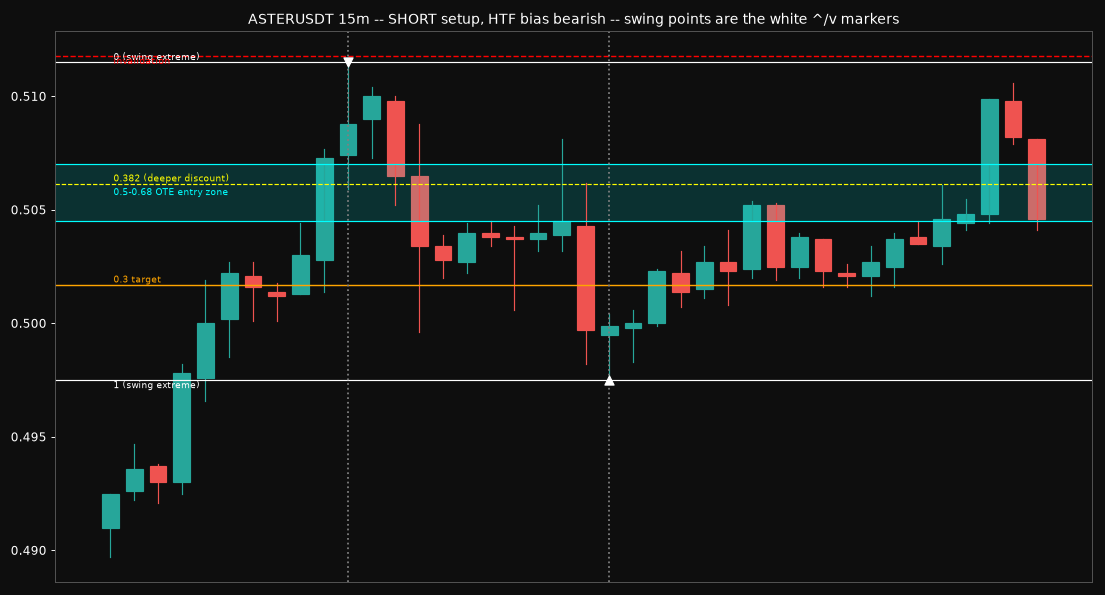 ASTERUSDT 15m -- SHORT setup, HTF bias bearish -- swing points are the white ^/v markers
0 (swing extreme)
0.510
0.382 (deeper discount)
0.5-0.68 OTE entry zone
0.505
0.3 target
0.500
1 (swing extreme)
0.495
0.490